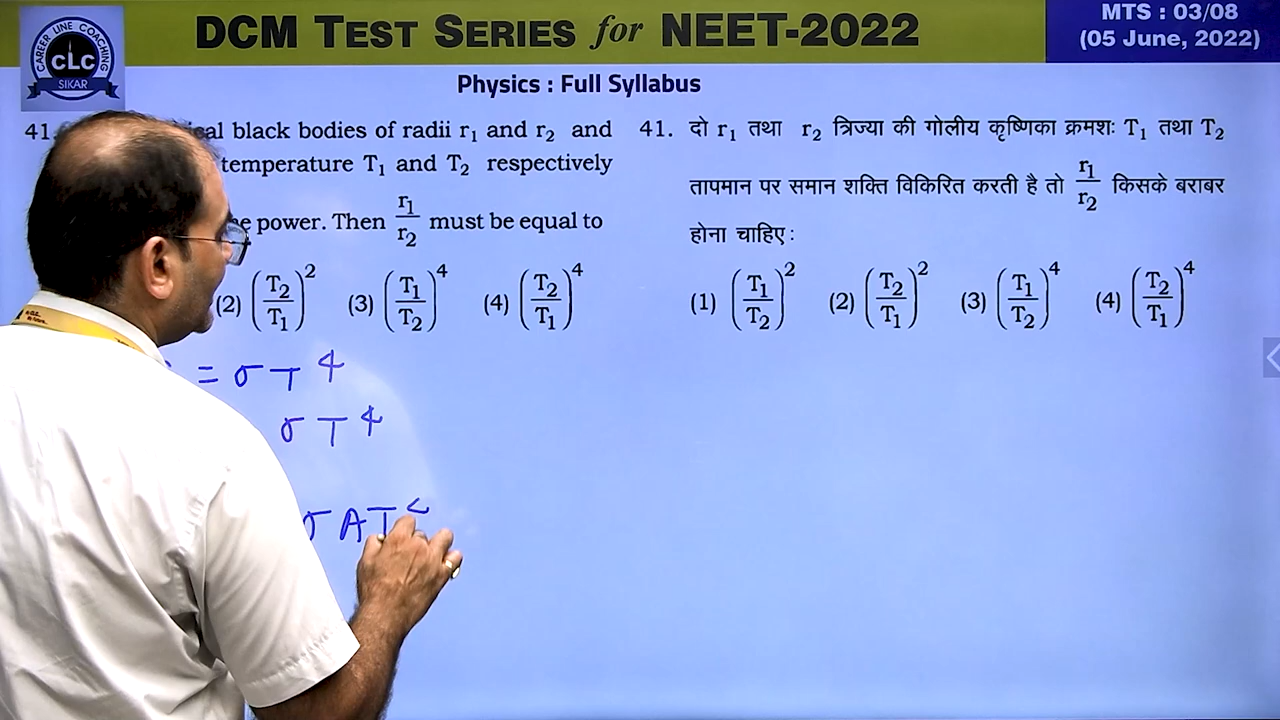 DCM TEST SERIES for NEET-2022
MTS : 03/08
(05 June, 2022)
CAREER LINE COACHING
CLC
SIKAR
Physics : Full Syllabus
41. black bodies of radii r₁ and r₂ and
temperature T₁ and T₂ respectively
power. Then r₁/r₂ must be equal to
(2) (T₂/T₁)² (3) (T₁/T₂)⁴ (4) (T₂/T₁)⁴
= σT⁴
σT⁴
σAT
41. दो r₁ तथा r₂ त्रिज्या की गोलीय कृष्णिका क्रमशः T₁ तथा T₂
तापमान पर समान शक्ति विकिरित करती है तो r₁/r₂ किसके बराबर
होना चाहिए :
(1) (T₁/T₂)² (2) (T₂/T₁)² (3) (T₁/T₂)⁴ (4) (T₂/T₁)⁴